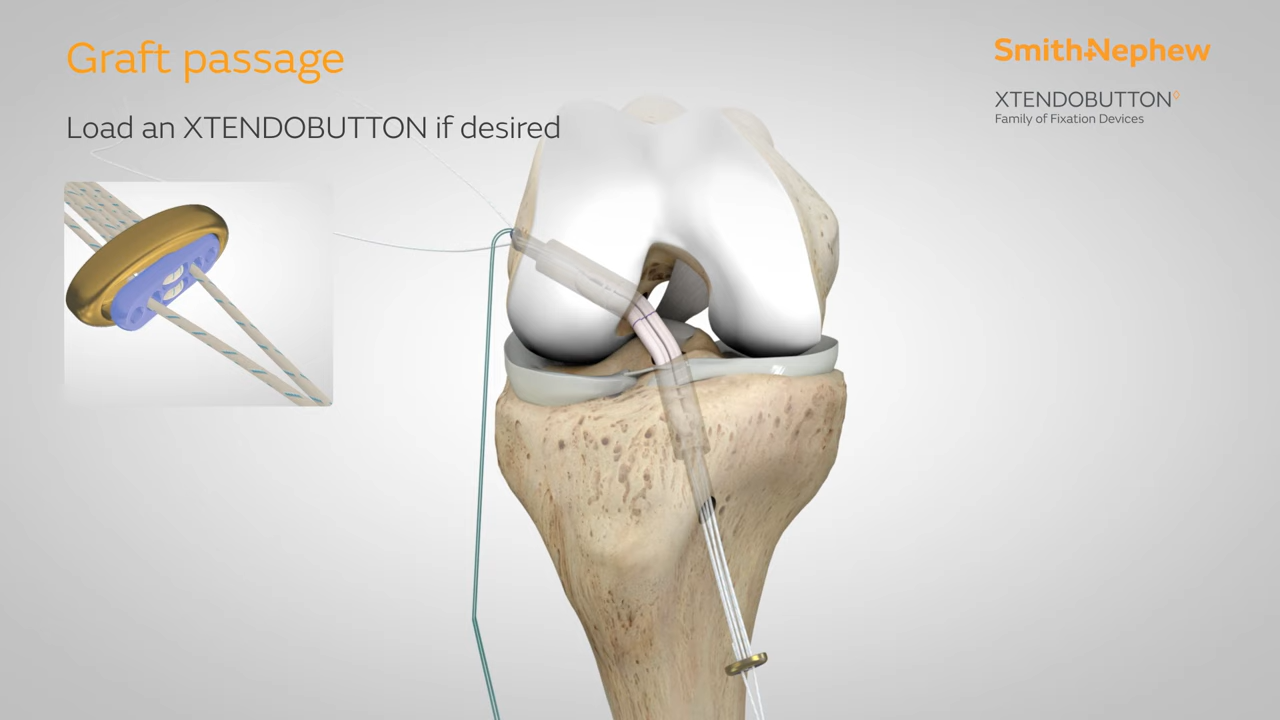 Graft passage
Load an XTENDOBUTTON if desired
Smith+Nephew
XTENDOBUTTON◊
Family of Fixation Devices